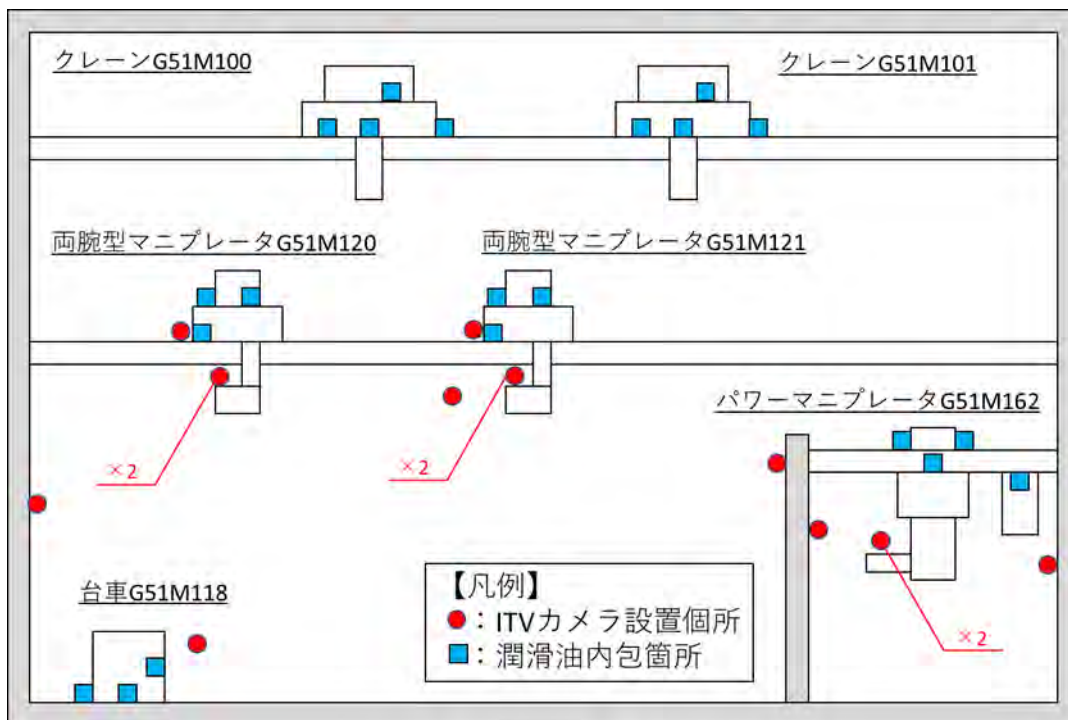 クレーンG51M100
クレーンG51M101
両腕型マニプレータG51M120
両腕型マニプレータG51M121
パワーマニプレータG51M162
×2
×2
台車G51M118
【凡例】
：ITVカメラ設置個所
：潤滑油内包箇所
×2